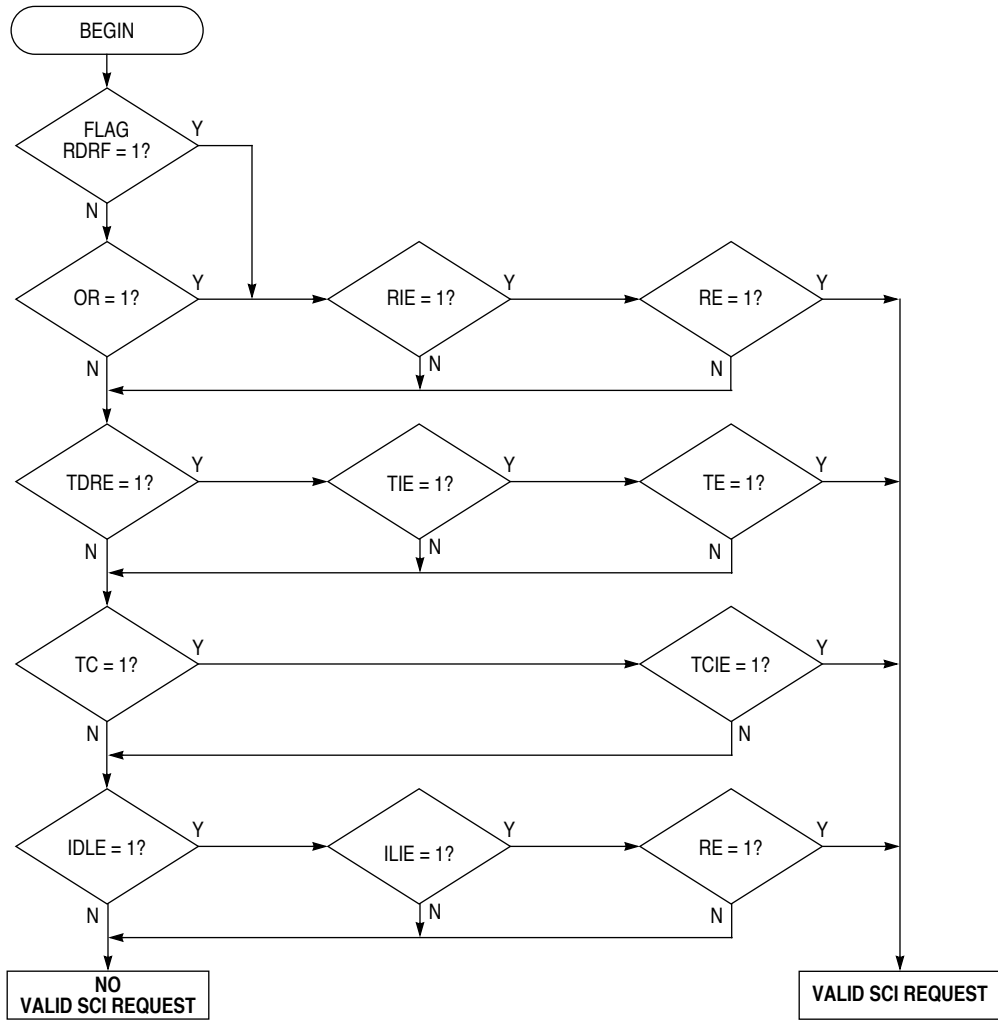 BEGIN
FLAG
RDRF = 1?
Y
N
OR = 1?
Y
N
RIE = 1?
Y
N
RE = 1?
Y
N
TDRE = 1?
Y
N
TIE = 1?
Y
N
TE = 1?
Y
N
TC = 1?
Y
N
TCIE = 1?
Y
N
IDLE = 1?
Y
N
ILIE = 1?
Y
N
RE = 1?
Y
N
NO
VALID SCI REQUEST
VALID SCI REQUEST